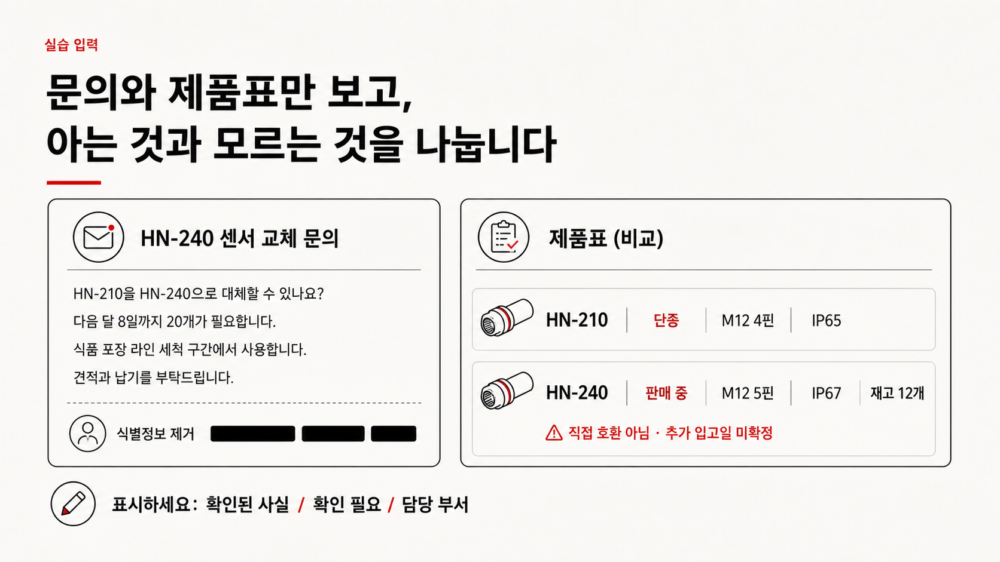 실습 입력
문의와 제품표만 보고,
아는 것과 모르는 것을 나눕니다
HN-240 센서 교체 문의
HN-210을 HN-240으로 대체할 수 있나요?
다음 달 8일까지 20개가 필요합니다.
식품 포장 라인 세척 구간에서 사용합니다.
견적과 납기를 부탁드립니다.
식별정보 제거
제품표 (비교)
HN-210 단종 M12 4핀 IP65
HN-240 판매 중 M12 5핀 IP67 재고 12개
직접 호환 아님 · 추가 입고일 미확정
표시하세요: 확인된 사실 / 확인 필요 / 담당 부서